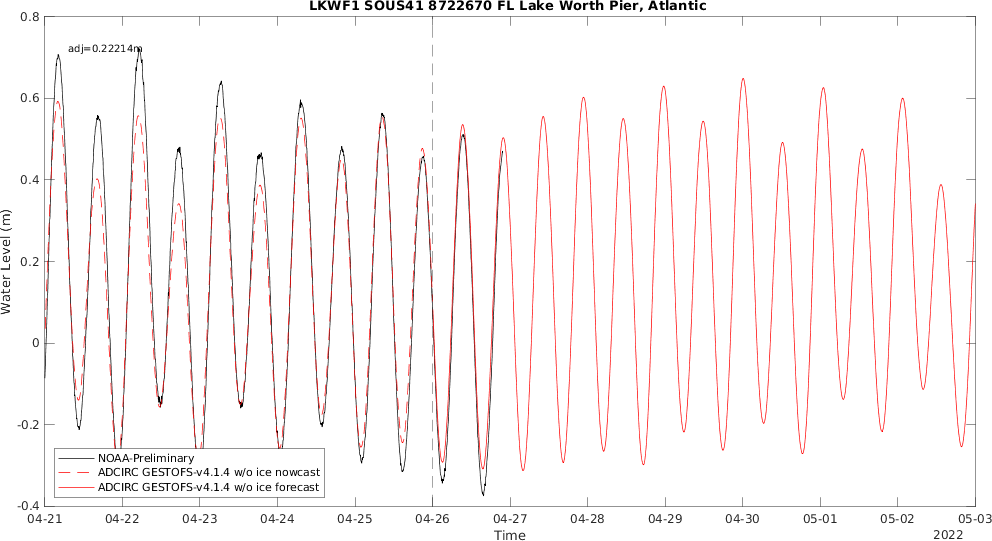 LKWF1 SOUS41 8722670 FL Lake Worth Pier, Atlantic
0.8
adj=0.22214m
0.6
0.4
0.2
0
-0.2
-0.4
Water Level (m)
NOAA-Preliminary
ADCIRC GESTOFS-v4.1.4 w/o ice nowcast
ADCIRC GESTOFS-v4.1.4 w/o ice forecast
04-21 04-22 04-23 04-24 04-25 04-26 04-27 04-28 04-29 04-30 05-01 05-02 05-03
Time
2022